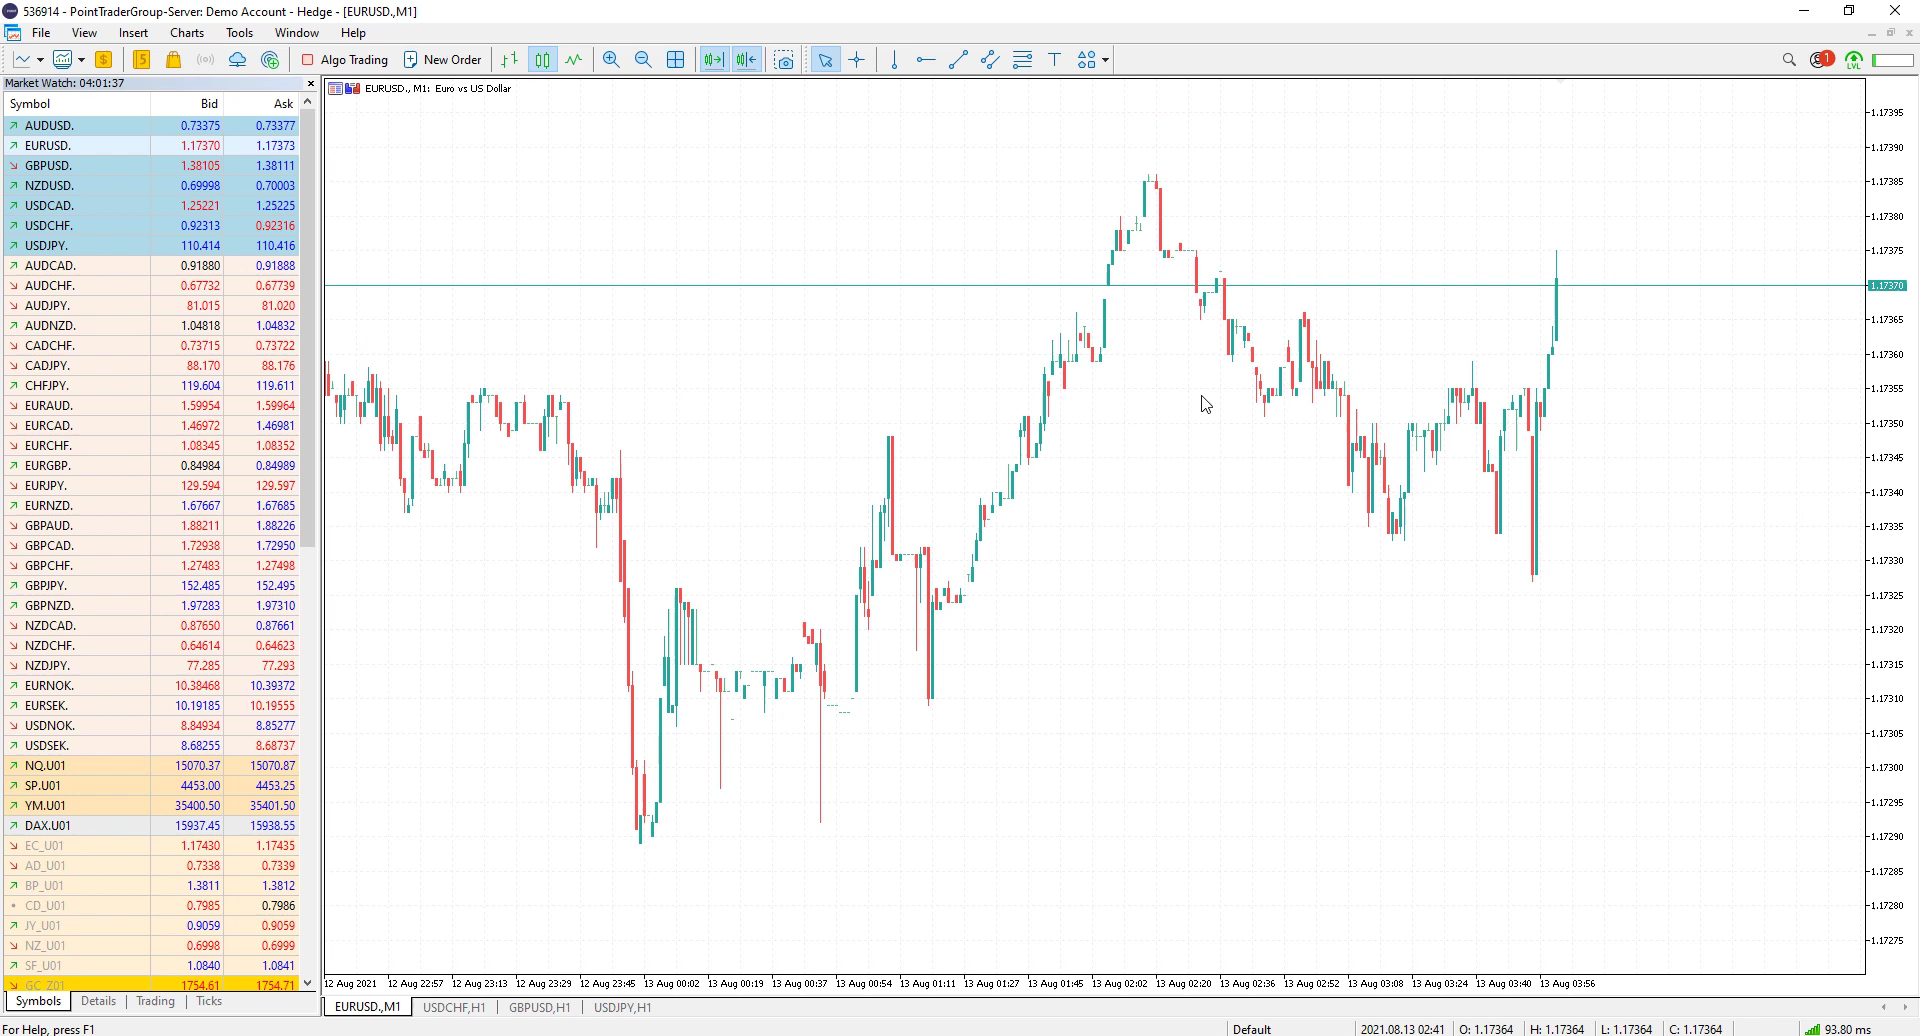 536914 - PointTraderGroup-Server: Demo Account - Hedge - [EURUSD.,M1]
File View Insert Charts Tools Window Help
Algo Trading New Order 1 LVL
Market Watch: 04:01:37
EURUSD., M1: Euro vs US Dollar
Symbol Bid Ask
AUDUSD. 0.73375 0.73377
EURUSD. 1.17370 1.17373
GBPUSD. 1.38105 1.38111
NZDUSD. 0.69998 0.70003
USDCAD. 1.25221 1.25225
USDCHF. 0.92313 0.92316
USDJPY. 110.414 110.416
AUDCAD. 0.91880 0.91888
AUDCHF. 0.67732 0.67739
AUDJPY. 81.015 81.020
AUDNZD. 1.04818 1.04832
CADCHF. 0.73715 0.73722
CADJPY. 88.170 88.176
CHFJPY. 119.604 119.611
EURAUD. 1.59954 1.59964
EURCAD. 1.46972 1.46981
EURCHF. 1.08345 1.08352
EURGBP. 0.84984 0.84989
EURJPY. 129.594 129.597
EURNZD. 1.67667 1.67685
GBPAUD. 1.88211 1.88226
GBPCAD. 1.72938 1.72950
GBPCHF. 1.27483 1.27498
GBPJPY. 152.485 152.495
GBPNZD. 1.97283 1.97310
NZDCAD. 0.87650 0.87661
NZDCHF. 0.64614 0.64623
NZDJPY. 77.285 77.293
EURNOK. 10.38468 10.39372
EURSEK. 10.19185 10.19555
USDNOK. 8.84934 8.85277
USDSEK. 8.68255 8.68737
NQ.U01 15070.37 15070.87
SP.U01 4453.00 4453.25
YM.U01 35400.50 35401.50
DAX.U01 15937.45 15938.55
EC_U01 1.17430 1.17435
AD_U01 0.7338 0.7339
BP_U01 1.3811 1.3812
CD_U01 0.7985 0.7986
JY_U01 0.9059 0.9059
NZ_U01 0.6998 0.6999
SF_U01 1.0840 1.0841
GC_Z01 1754.61 1754.71
Symbols Details Trading Ticks
1.17395
1.17390
1.17385
1.17380
1.17375
1.17370
1.17365
1.17360
1.17355
1.17350
1.17345
1.17340
1.17335
1.17330
1.17325
1.17320
1.17315
1.17310
1.17305
1.17300
1.17295
1.17290
1.17285
1.17280
1.17275
12 Aug 2021 12 Aug 22:57 12 Aug 23:13 12 Aug 23:29 12 Aug 23:45 13 Aug 00:02 13 Aug 00:19 13 Aug 00:37 13 Aug 00:54 13 Aug 01:11 13 Aug 01:27 13 Aug 01:45 13 Aug 02:02 13 Aug 02:20 13 Aug 02:36 13 Aug 02:52 13 Aug 03:08 13 Aug 03:24 13 Aug 03:40 13 Aug 03:56
EURUSD.,M1 USDCHF,H1 GBPUSD,H1 USDJPY,H1
For Help, press F1 Default 2021.08.13 02:41 O: 1.17364 H: 1.17364 L: 1.17364 C: 1.17364 93.80 ms